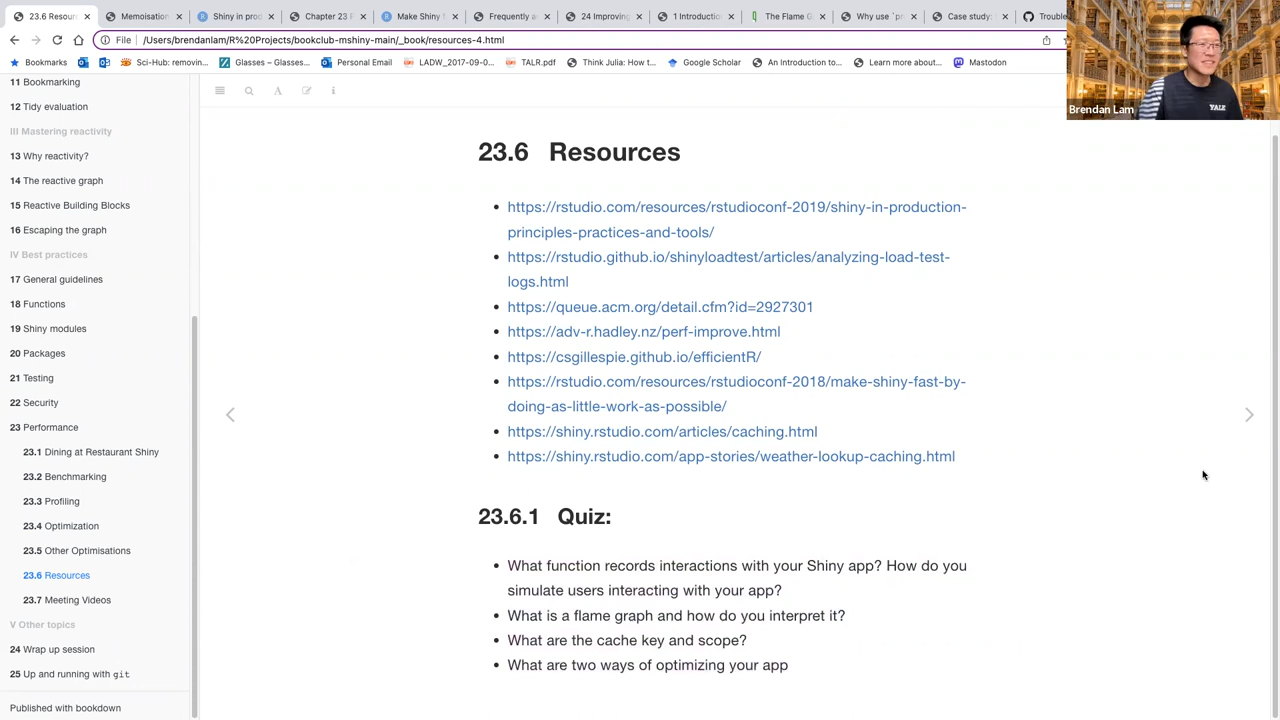 23.6 Resourc
Memoisation
Shiny in prod
Chapter 23 P
Make Shiny f
Frequently a
24 Improving
1 Introduction
The Flame G
Why use `pr
Case study:
Trouble
File
/Users/brendanlam/R%20Projects/bookclub-mshiny-main/_book/resources-4.html
Bookmarks
Sci-Hub: removin...
Glasses – Glasses...
Personal Email
LADW_2017-09-0...
TALR.pdf
Think Julia: How t...
Google Scholar
An Introduction to...
Learn more about...
Mastodon
Brendan Lam
YALE
11 Bookmarking
12 Tidy evaluation
III Mastering reactivity
13 Why reactivity?
14 The reactive graph
15 Reactive Building Blocks
16 Escaping the graph
IV Best practices
17 General guidelines
18 Functions
19 Shiny modules
20 Packages
21 Testing
22 Security
23 Performance
23.1 Dining at Restaurant Shiny
23.2 Benchmarking
23.3 Profiling
23.4 Optimization
23.5 Other Optimisations
23.6 Resources
23.7 Meeting Videos
V Other topics
24 Wrap up session
25 Up and running with git
Published with bookdown
A
i
23.6 Resources
https://rstudio.com/resources/rstudioconf-2019/shiny-in-production-
principles-practices-and-tools/
https://rstudio.github.io/shinyloadtest/articles/analyzing-load-test-
logs.html
https://queue.acm.org/detail.cfm?id=2927301
https://adv-r.hadley.nz/perf-improve.html
https://csgillespie.github.io/efficientR/
https://rstudio.com/resources/rstudioconf-2018/make-shiny-fast-by-
doing-as-little-work-as-possible/
https://shiny.rstudio.com/articles/caching.html
https://shiny.rstudio.com/app-stories/weather-lookup-caching.html
23.6.1 Quiz:
What function records interactions with your Shiny app? How do you
simulate users interacting with your app?
What is a flame graph and how do you interpret it?
What are the cache key and scope?
What are two ways of optimizing your app